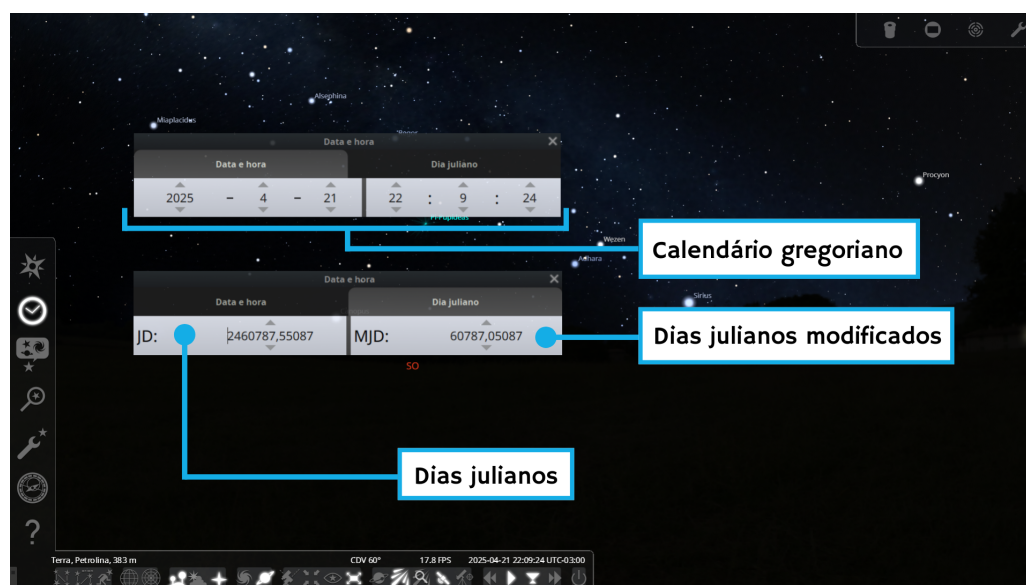 Alsephina
Miaplacidus
Data e hora
Data e hora
Dia juliano
2025 - 4 - 21
22 : 9 : 24
Procyon
Wezen
Calendário gregoriano
Adhara
Data e hora
Sirius
Data e hora
Dia juliano
JD: 2460787,55087
MJD: 60787,05087
Dias julianos modificados
SO
Dias julianos
?
Terra, Petrolina, 383 m
CDV 60°
17.8 FPS
2025-04-21 22:09:24 UTC-03:00